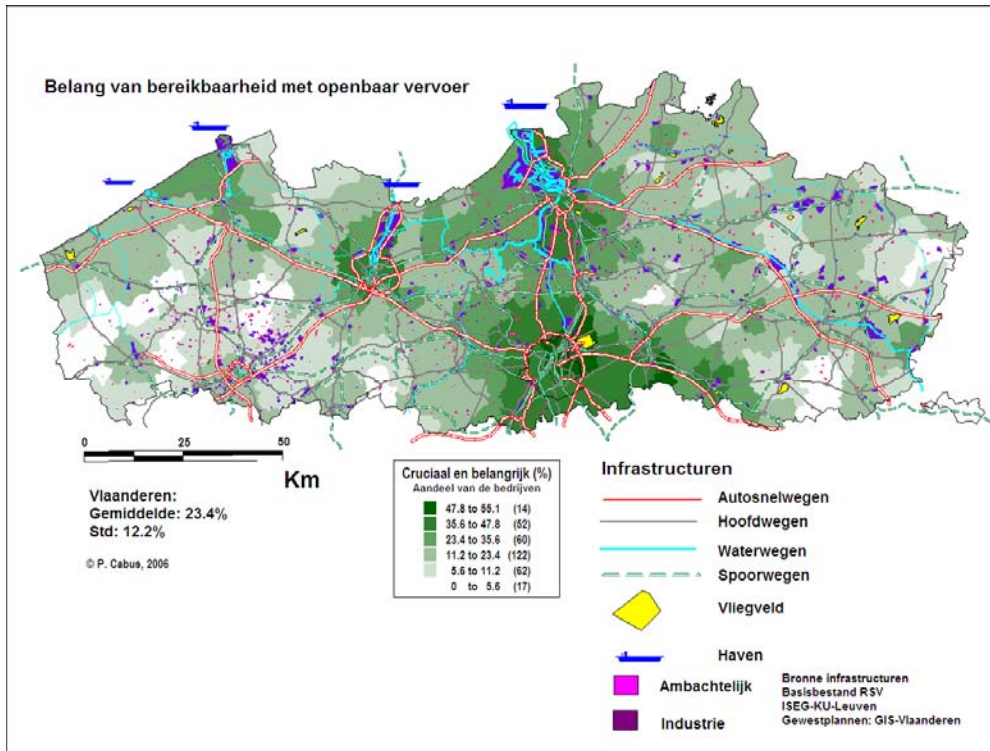 Belang van bereikbaarheid met openbaar vervoer
0 25 50
Km
Vlaanderen:
Gemiddelde: 23.4%
Std: 12.2%
© P. Cabus, 2006
Cruciaal en belangrijk (%)
Aandeel van de bedrijven
47.8 to 55.1 (14)
35.6 to 47.8 (52)
23.4 to 35.6 (60)
11.2 to 23.4 (122)
5.6 to 11.2 (62)
0 to 5.6 (17)
Infrastructuren
Autosnelwegen
Hoofdwegen
Waterwegen
Spoorwegen
Vliegveld
Haven
Ambachtelijk
Industrie
Bronne infrastructuren
Basisbestand RSV
ISEG-KU-Leuven
Gewestplannen: GIS-Vlaanderen